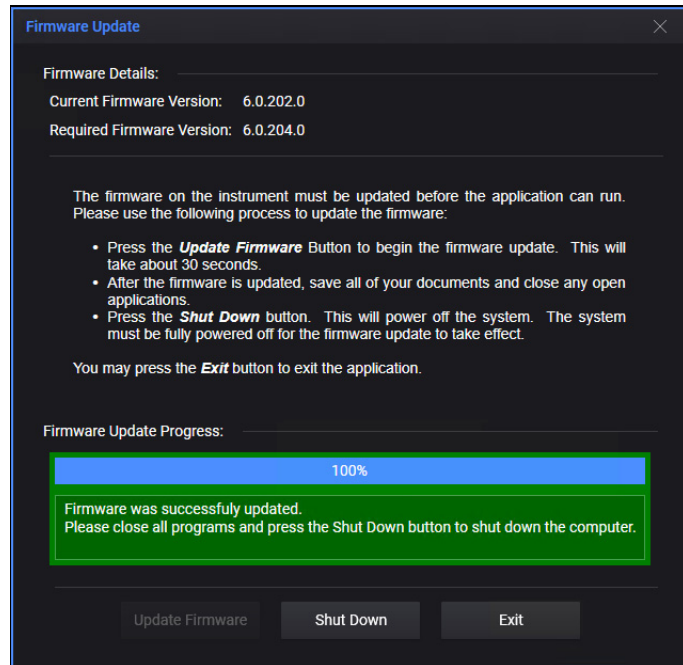 Firmware Update
Firmware Details:
Current Firmware Version: 6.0.202.0
Required Firmware Version: 6.0.204.0
The firmware on the instrument must be updated before the application can run.
Please use the following process to update the firmware:
• Press the Update Firmware Button to begin the firmware update. This will
take about 30 seconds.
• After the firmware is updated, save all of your documents and close any open
applications.
• Press the Shut Down button. This will power off the system. The system
must be fully powered off for the firmware update to take effect.
You may press the Exit button to exit the application.
Firmware Update Progress:
100%
Firmware was successfuly updated.
Please close all programs and press the Shut Down button to shut down the computer.
Update Firmware Shut Down Exit